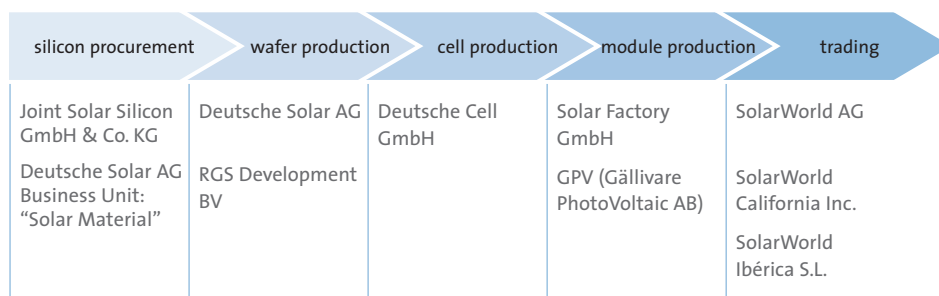 silicon procurement
wafer production
cell production
module production
trading
Joint Solar Silicon
GmbH & Co. KG
Deutsche Solar AG
Business Unit:
“Solar Material”
Deutsche Solar AG
RGS Development
BV
Deutsche Cell
GmbH
Solar Factory
GmbH
GPV (Gällivare
PhotoVoltaic AB)
SolarWorld AG
SolarWorld
California Inc.
SolarWorld
Ibérica S.L.